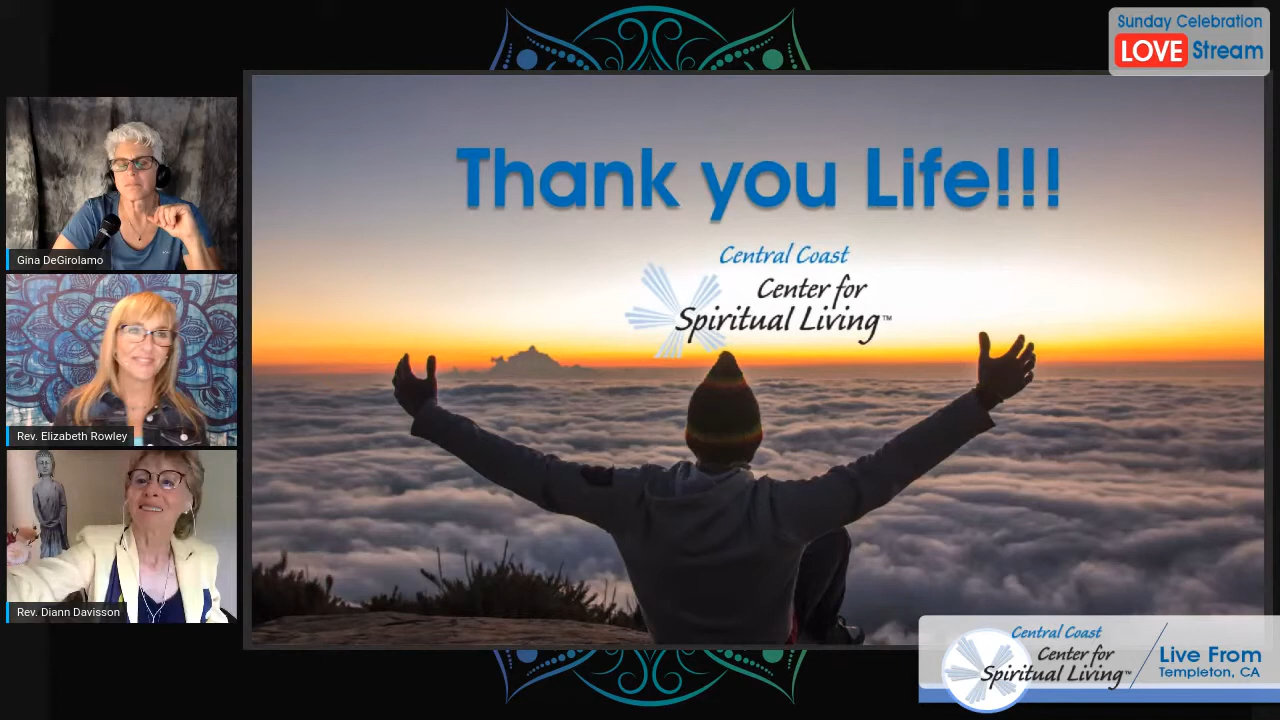 Sunday Celebration
LOVE Stream
Thank you Life!!!
Central Coast
Center for
Spiritual Living™
Gina DeGirolamo
Rev. Elizabeth Rowley
Rev. Diann Davisson
Central Coast
Center for
Spiritual Living™
Live From
Templeton, CA